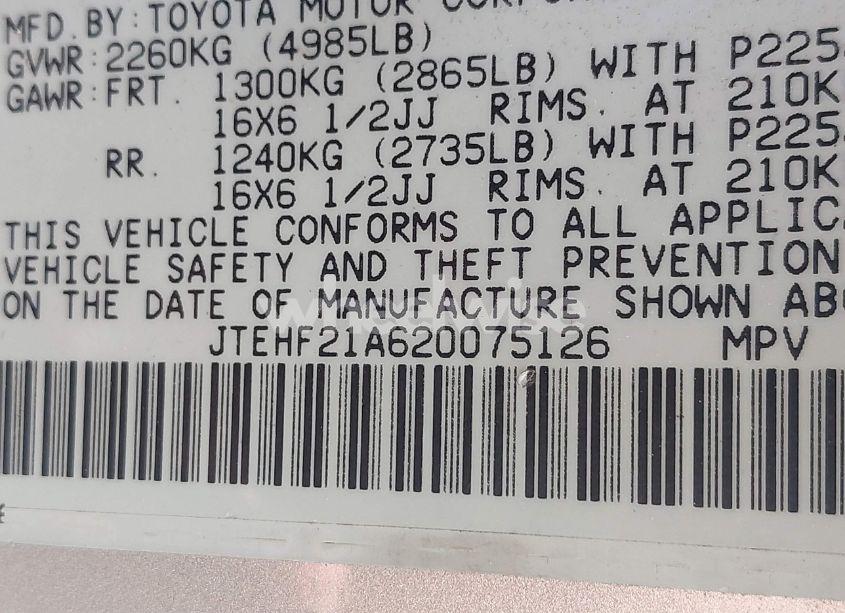 MFD.BY:TOYOTA MOTOR
GVWR:2260KG (4985LB)
GAWR:FRT. 1300KG (2865LB) WITH P225
16X6 1/2JJ RIMS. AT 210K
RR. 1240KG (2735LB) WITH P225
16X6 1/2JJ RIMS. AT 210K
THIS VEHICLE CONFORMS TO ALL APPLIC
VEHICLE SAFETY AND THEFT PREVENTION
ON THE DATE OF MANUFACTURE SHOWN AB
JTEHF21A620075126 MPV